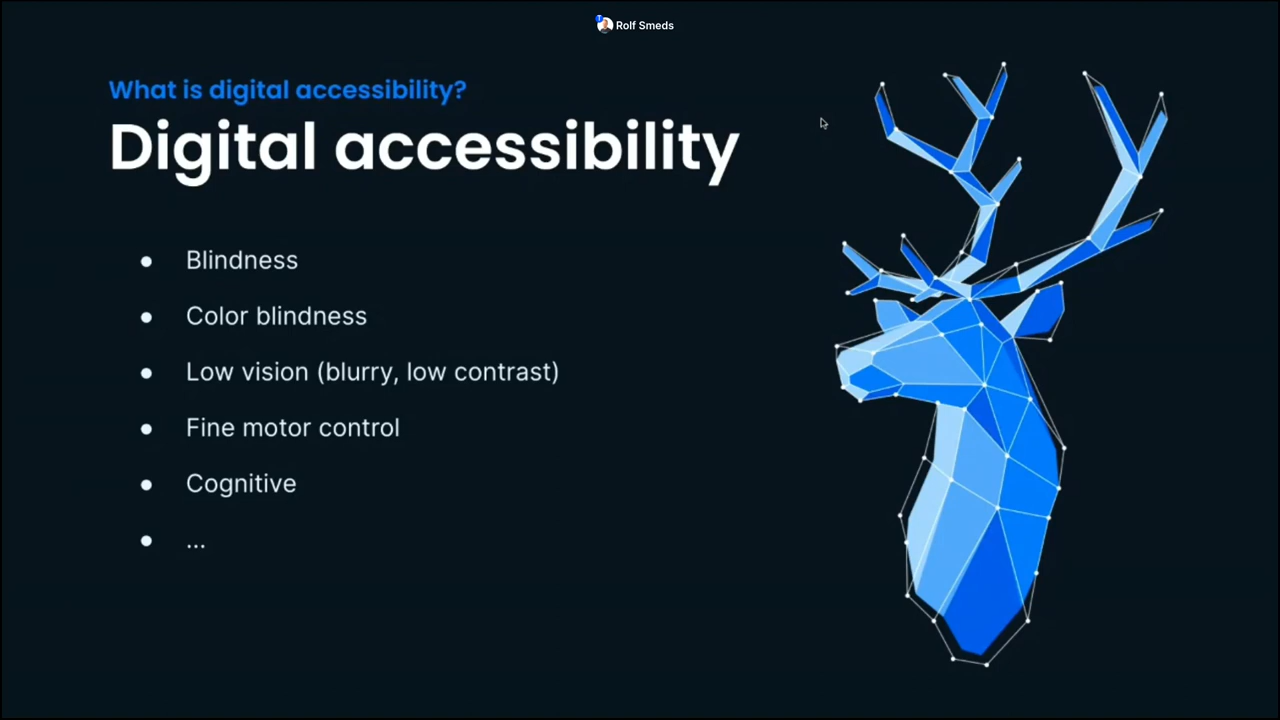 Rolf Smeds
What is digital accessibility?
Digital accessibility
● Blindness
● Color blindness
● Low vision (blurry, low contrast)
● Fine motor control
● Cognitive
● ...